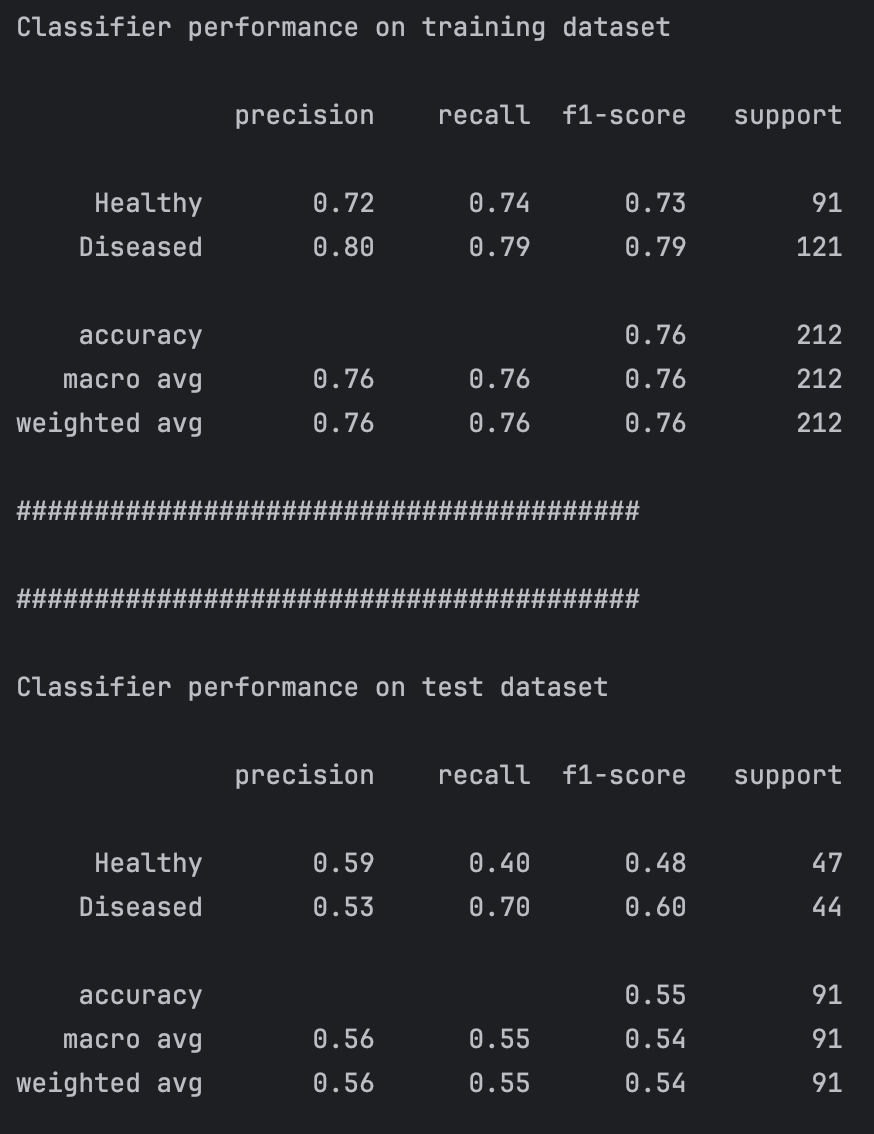 Classifier performance on training dataset
precision recall f1-score support
Healthy 0.72 0.74 0.73 91
Diseased 0.80 0.79 0.79 121
accuracy 0.76 212
macro avg 0.76 0.76 0.76 212
weighted avg 0.76 0.76 0.76 212
########################################
########################################
Classifier performance on test dataset
precision recall f1-score support
Healthy 0.59 0.40 0.48 47
Diseased 0.53 0.70 0.60 44
accuracy 0.55 91
macro avg 0.56 0.55 0.54 91
weighted avg 0.56 0.55 0.54 91